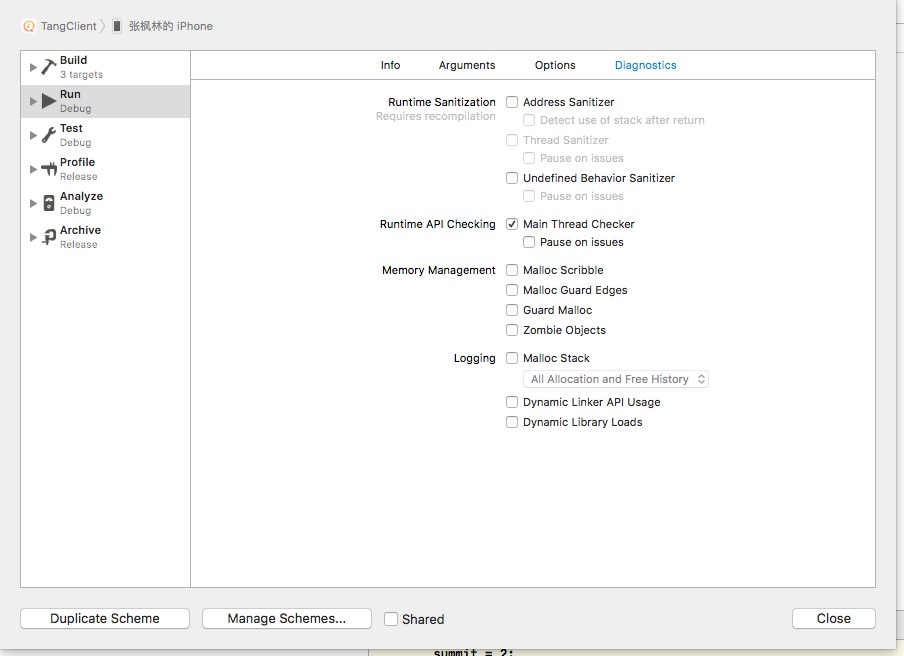 TangClient 张枫林的 iPhone
Build
3 targets
Run
Debug
Test
Debug
Profile
Release
Analyze
Debug
Archive
Release
Info Arguments Options Diagnostics
Runtime Sanitization Address Sanitizer
Requires recompilation Detect use of stack after return
Thread Sanitizer
Pause on issues
Undefined Behavior Sanitizer
Pause on issues
Runtime API Checking Main Thread Checker
Pause on issues
Memory Management Malloc Scribble
Malloc Guard Edges
Guard Malloc
Zombie Objects
Logging Malloc Stack
All Allocation and Free History
Dynamic Linker API Usage
Dynamic Library Loads
Duplicate Scheme Manage Schemes... Shared Close
summit = 2;